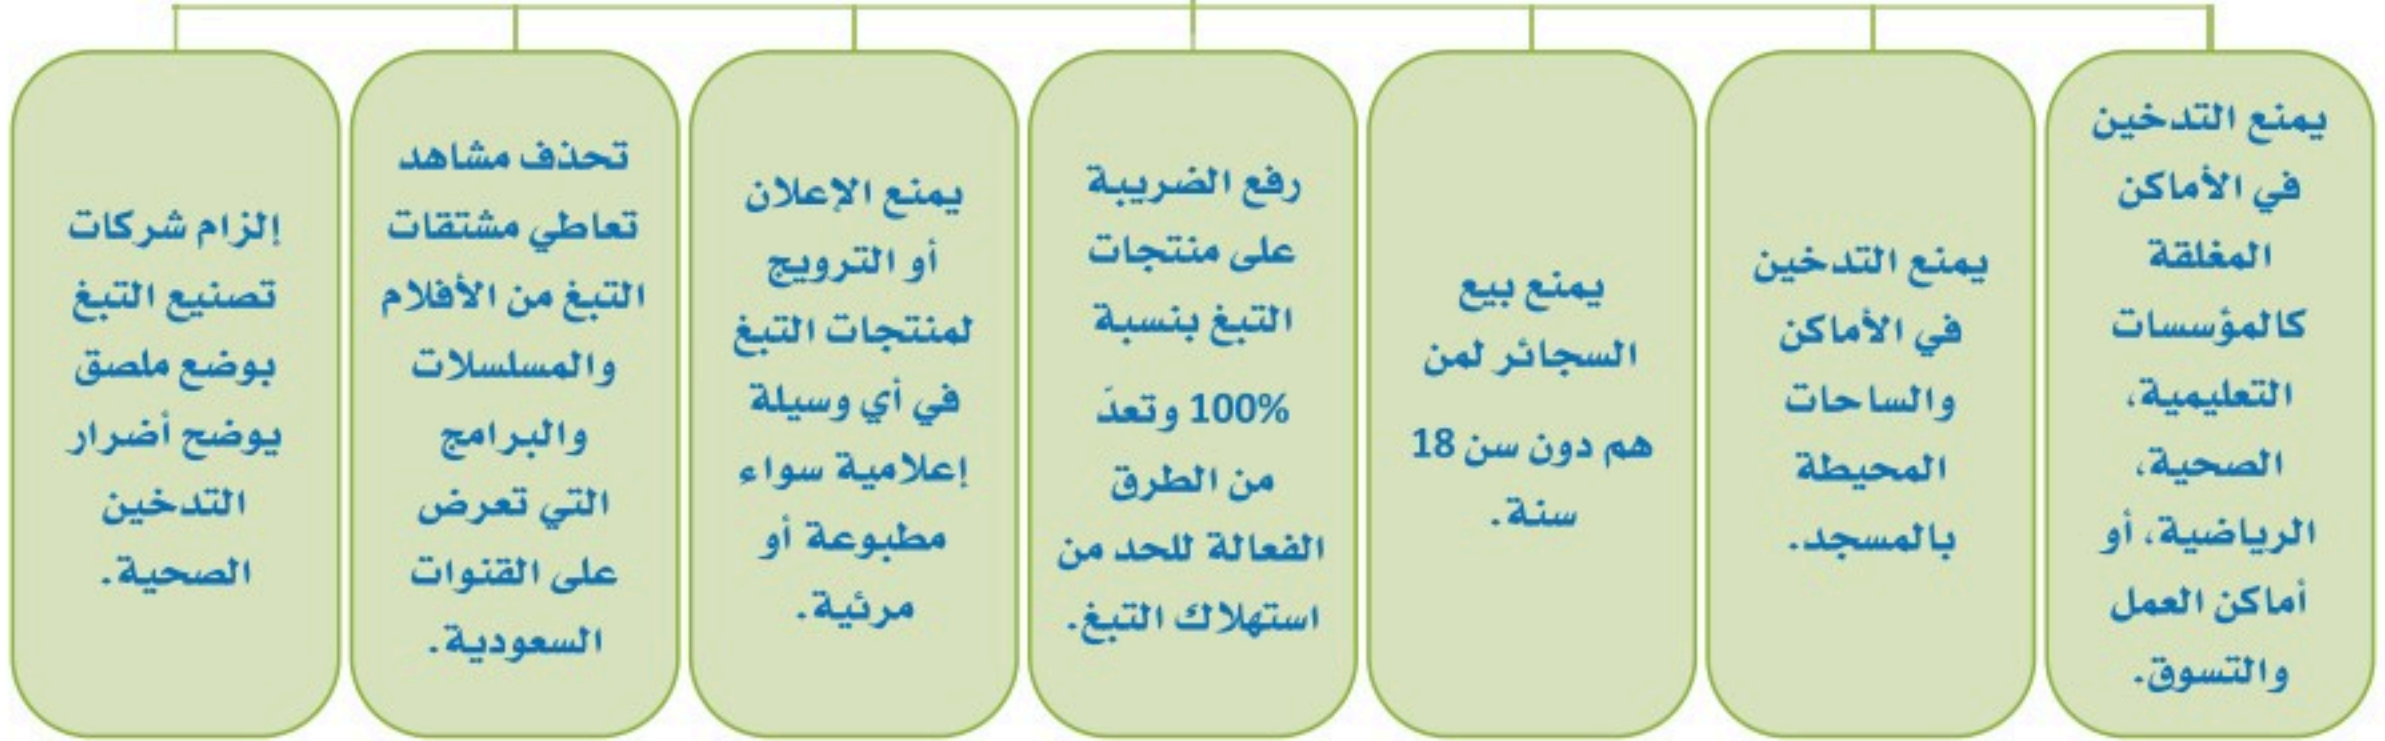 يمنع التدخين
في الأماكن
المغلقة
كالمؤسسات
التعليمية،
الصحية،
الرياضية، أو
أماكن العمل
والتسوق.
يمنع التدخين
في الأماكن
والساحات
المحيطة
بالمسجد.
يمنع بيع
السجائر لمن
هم دون سن 18
سنة.
رفع الضريبة
على منتجات
التبغ بنسبة
100% وتعدَ
من الطرق
الفعالة للحد من
استهلاك التبغ.
يمنع الإعلان
أو الترويج
لمنتجات التبغ
في أي وسيلة
إعلامية سواء
مطبوعة أو
مرئية.
تحذف مشاهد
تعاطي مشتقات
التبغ من الأفلام
والمسلسلات
والبرامج
التي تعرض
على القنوات
السعودية.
إلزام شركات
تصنيع التبغ
بوضع ملصق
يوضح أضرار
التدخين
الصحية.